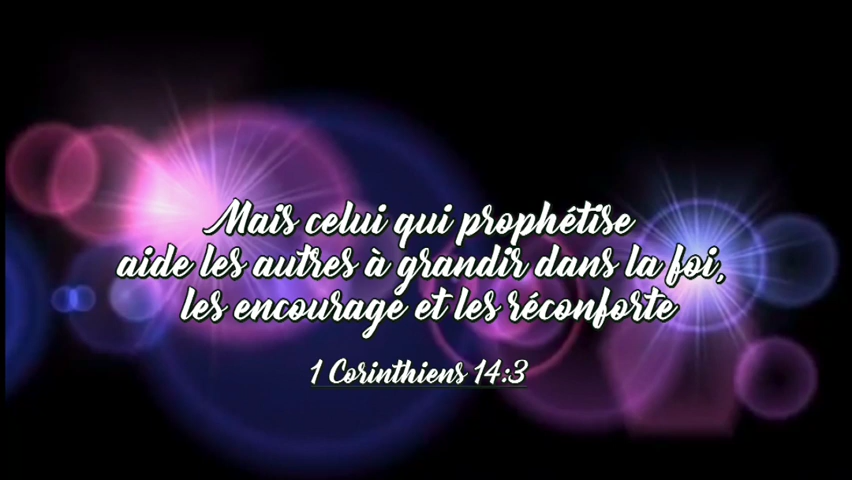 Mais celui qui prophétise
aide les autres à grandir dans la foi,
les encourage et les réconforte
1 Corinthiens 14:3